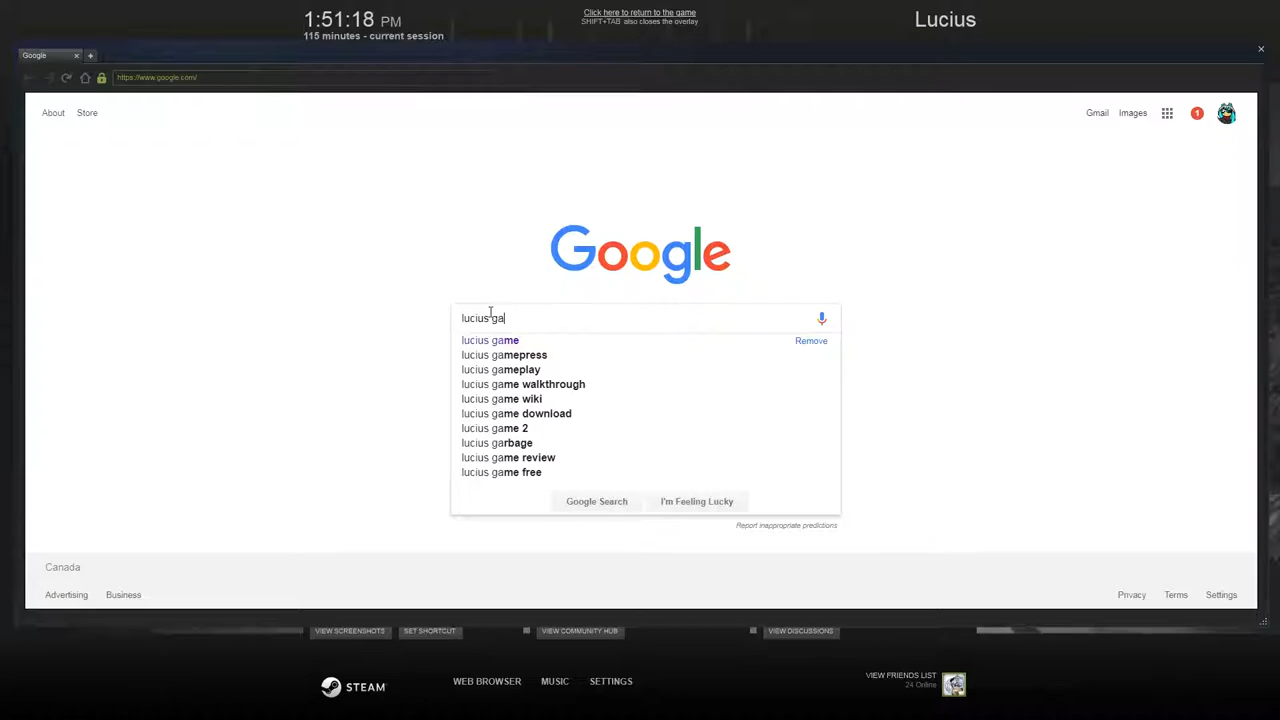 1:51:18 PM
115 minutes - current session
Click here to return to the game
SHIFT+TAB also closes the overlay
Lucius
Google
https://www.google.com/
About Store
Gmail Images
1
Google
lucius ga
lucius game Remove
lucius gamepress
lucius gameplay
lucius game walkthrough
lucius game wiki
lucius game download
lucius game 2
lucius garbage
lucius game review
lucius game free
Google Search I'm Feeling Lucky
Report inappropriate predictions
Canada
Advertising Business
Privacy Terms Settings
VIEW SCREENSHOTS SET SHORTCUT VIEW COMMUNITY HUB VIEW DISCUSSIONS
STEAM
WEB BROWSER MUSIC SETTINGS
VIEW FRIENDS LIST
24 Online